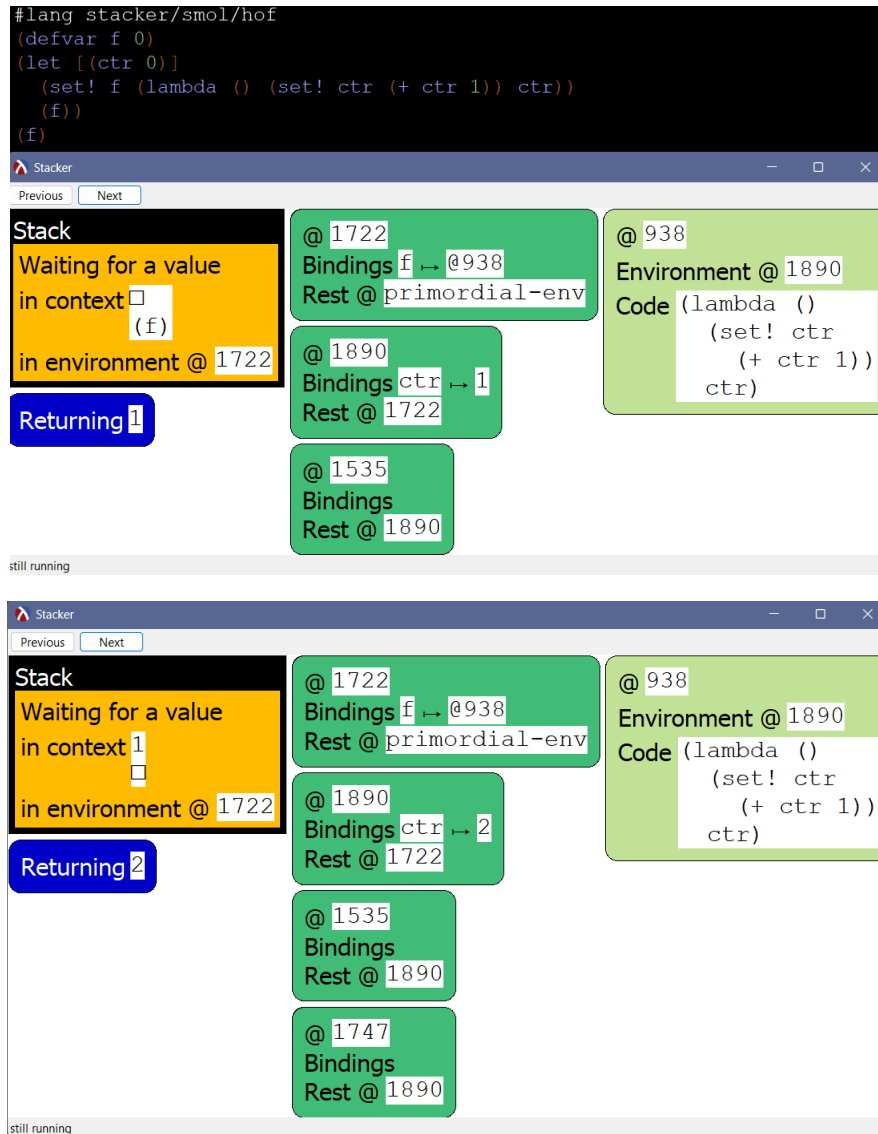 #lang stacker/smol/hof
(defvar f 0)
(let [(ctr 0)]
  (set! f (lambda () (set! ctr (+ ctr 1)) ctr))
  (f))
(f)
Stacker
Previous Next
Stack
Waiting for a value
in context □
(f)
in environment @ 1722
Returning 1
@ 1722
Bindings f ↦ @938
Rest @ primordial-env
@ 1890
Bindings ctr ↦ 1
Rest @ 1722
@ 1535
Bindings
Rest @ 1890
@ 938
Environment @ 1890
Code (lambda ()
(set! ctr
(+ ctr 1))
ctr)
still running
Stacker
Previous Next
Stack
Waiting for a value
in context 1
□
in environment @ 1722
Returning 2
@ 1722
Bindings f ↦ @938
Rest @ primordial-env
@ 1890
Bindings ctr ↦ 2
Rest @ 1722
@ 1535
Bindings
Rest @ 1890
@ 1747
Bindings
Rest @ 1890
@ 938
Environment @ 1890
Code (lambda ()
(set! ctr
(+ ctr 1))
ctr)
still running